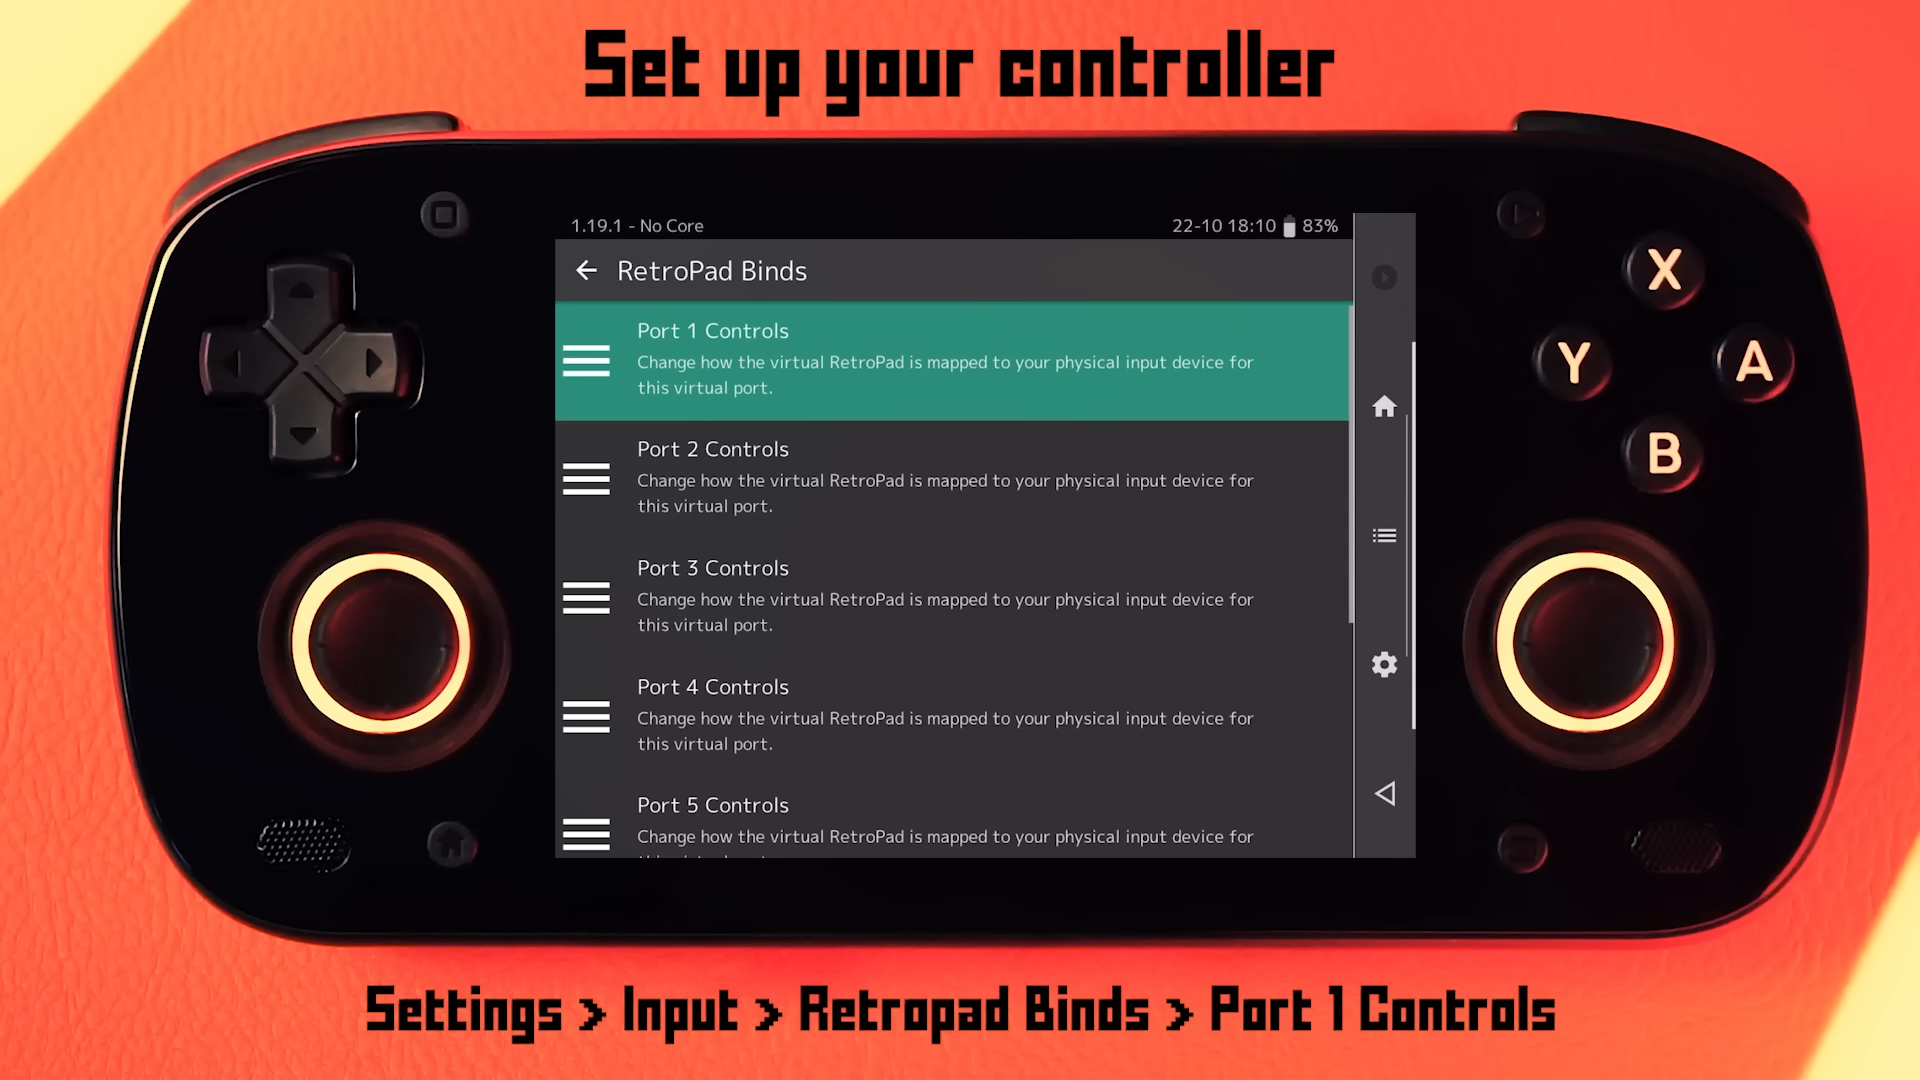 Set up your controller
1.19.1 - No Core
22-10 18:10 83%
RetroPad Binds
Port 1 Controls
Change how the virtual RetroPad is mapped to your physical input device for
this virtual port.
Port 2 Controls
Change how the virtual RetroPad is mapped to your physical input device for
this virtual port.
Port 3 Controls
Change how the virtual RetroPad is mapped to your physical input device for
this virtual port.
Port 4 Controls
Change how the virtual RetroPad is mapped to your physical input device for
this virtual port.
Port 5 Controls
Change how the virtual RetroPad is mapped to your physical input device for
X
Y
A
B
Settings > Input > Retropad Binds > Port 1 Controls